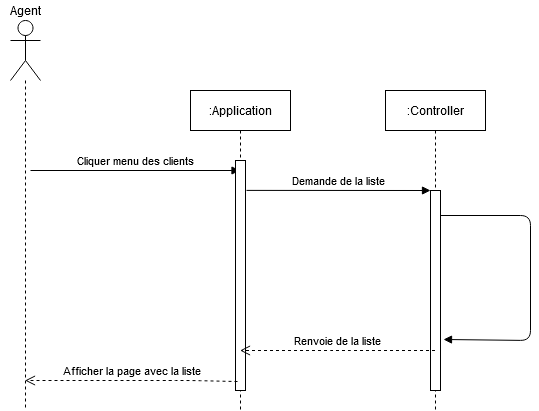 Agent
:Application
:Controller
Cliquer menu des clients
Demande de la liste
Renvoie de la liste
Afficher la page avec la liste